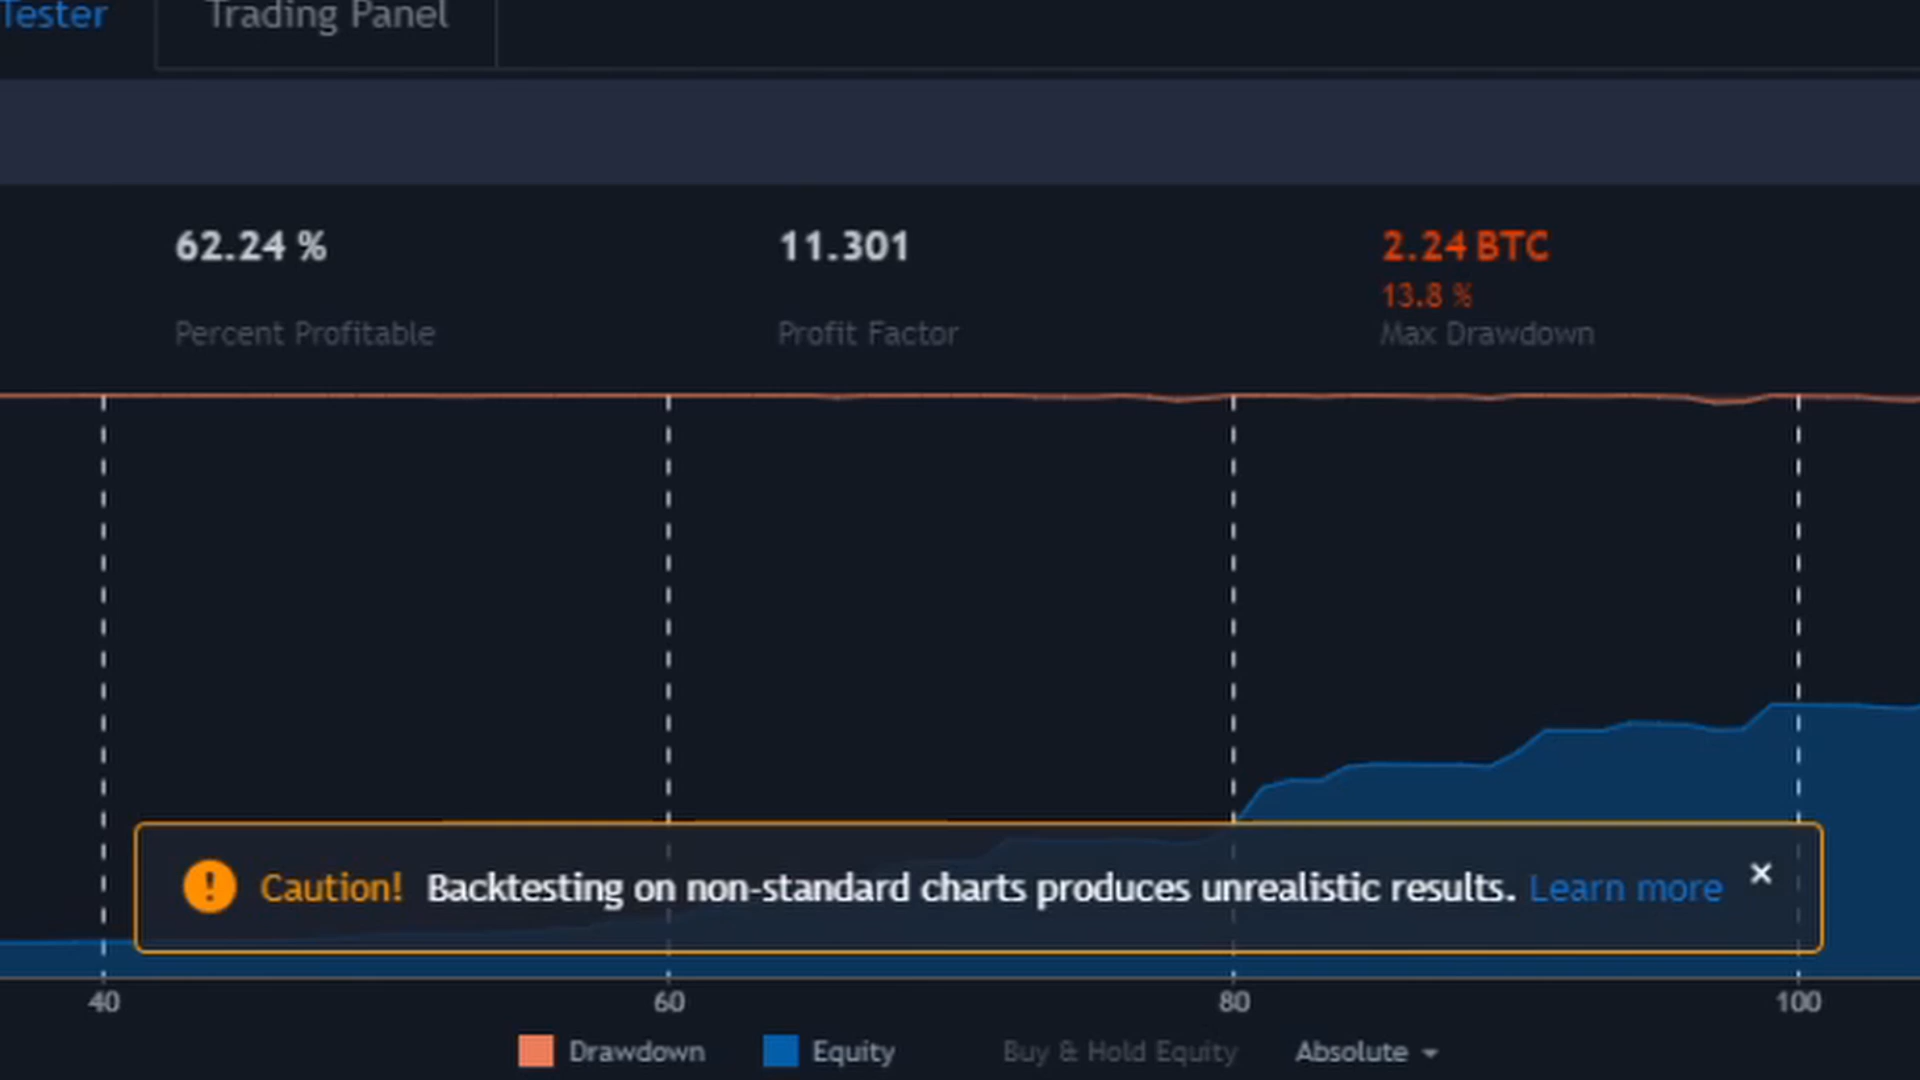 Tester Trading Panel
62.24 % 11.301 2.24 BTC
13.8 %
Percent Profitable Profit Factor Max Drawdown
Caution! Backtesting on non-standard charts produces unrealistic results. Learn more ×
40 60 80 100
Drawdown Equity Buy & Hold Equity Absolute